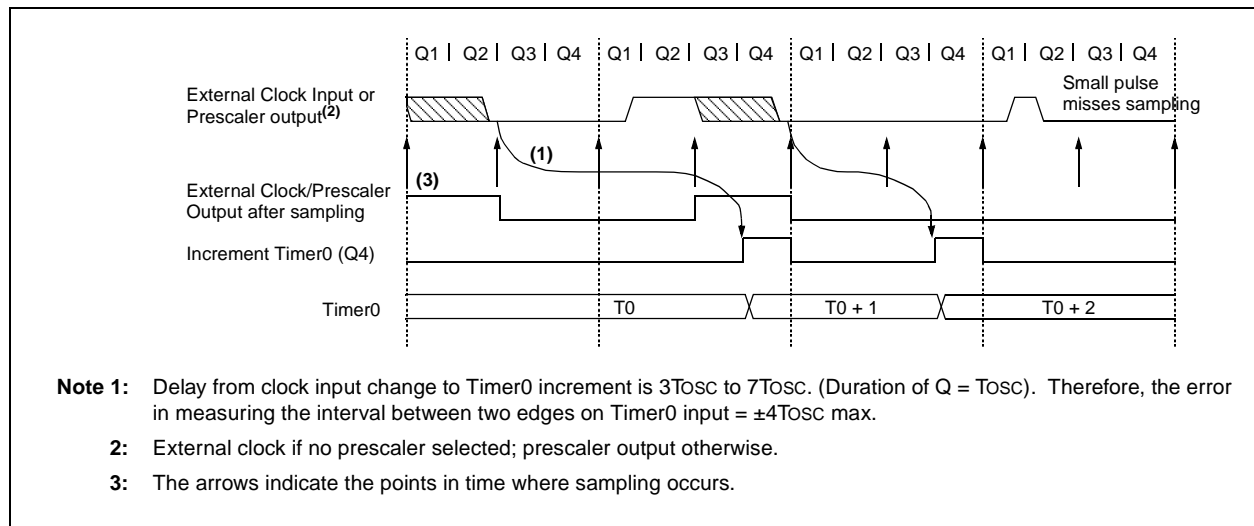 Q1 | Q2 | Q3 | Q4 Q1 | Q2 | Q3 | Q4 Q1 | Q2 | Q3 | Q4 Q1 | Q2 | Q3 | Q4
External Clock Input or
Prescaler output(2)
Small pulse
misses sampling
(1)
(3)
External Clock/Prescaler
Output after sampling
Increment Timer0 (Q4)
Timer0 T0 T0 + 1 T0 + 2
Note 1: Delay from clock input change to Timer0 increment is 3TOSC to 7TOSC. (Duration of Q = TOSC). Therefore, the error
in measuring the interval between two edges on Timer0 input = ±4TOSC max.
2: External clock if no prescaler selected; prescaler output otherwise.
3: The arrows indicate the points in time where sampling occurs.